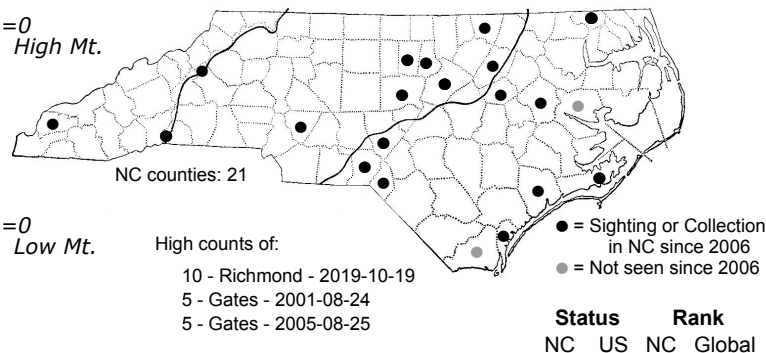 =0
High Mt.
NC counties: 21
=0
Low Mt.
High counts of:
10 - Richmond - 2019-10-19
5 - Gates - 2001-08-24
5 - Gates - 2005-08-25
● = Sighting or Collection
in NC since 2006
● = Not seen since 2006
Status Rank
NC US NC Global